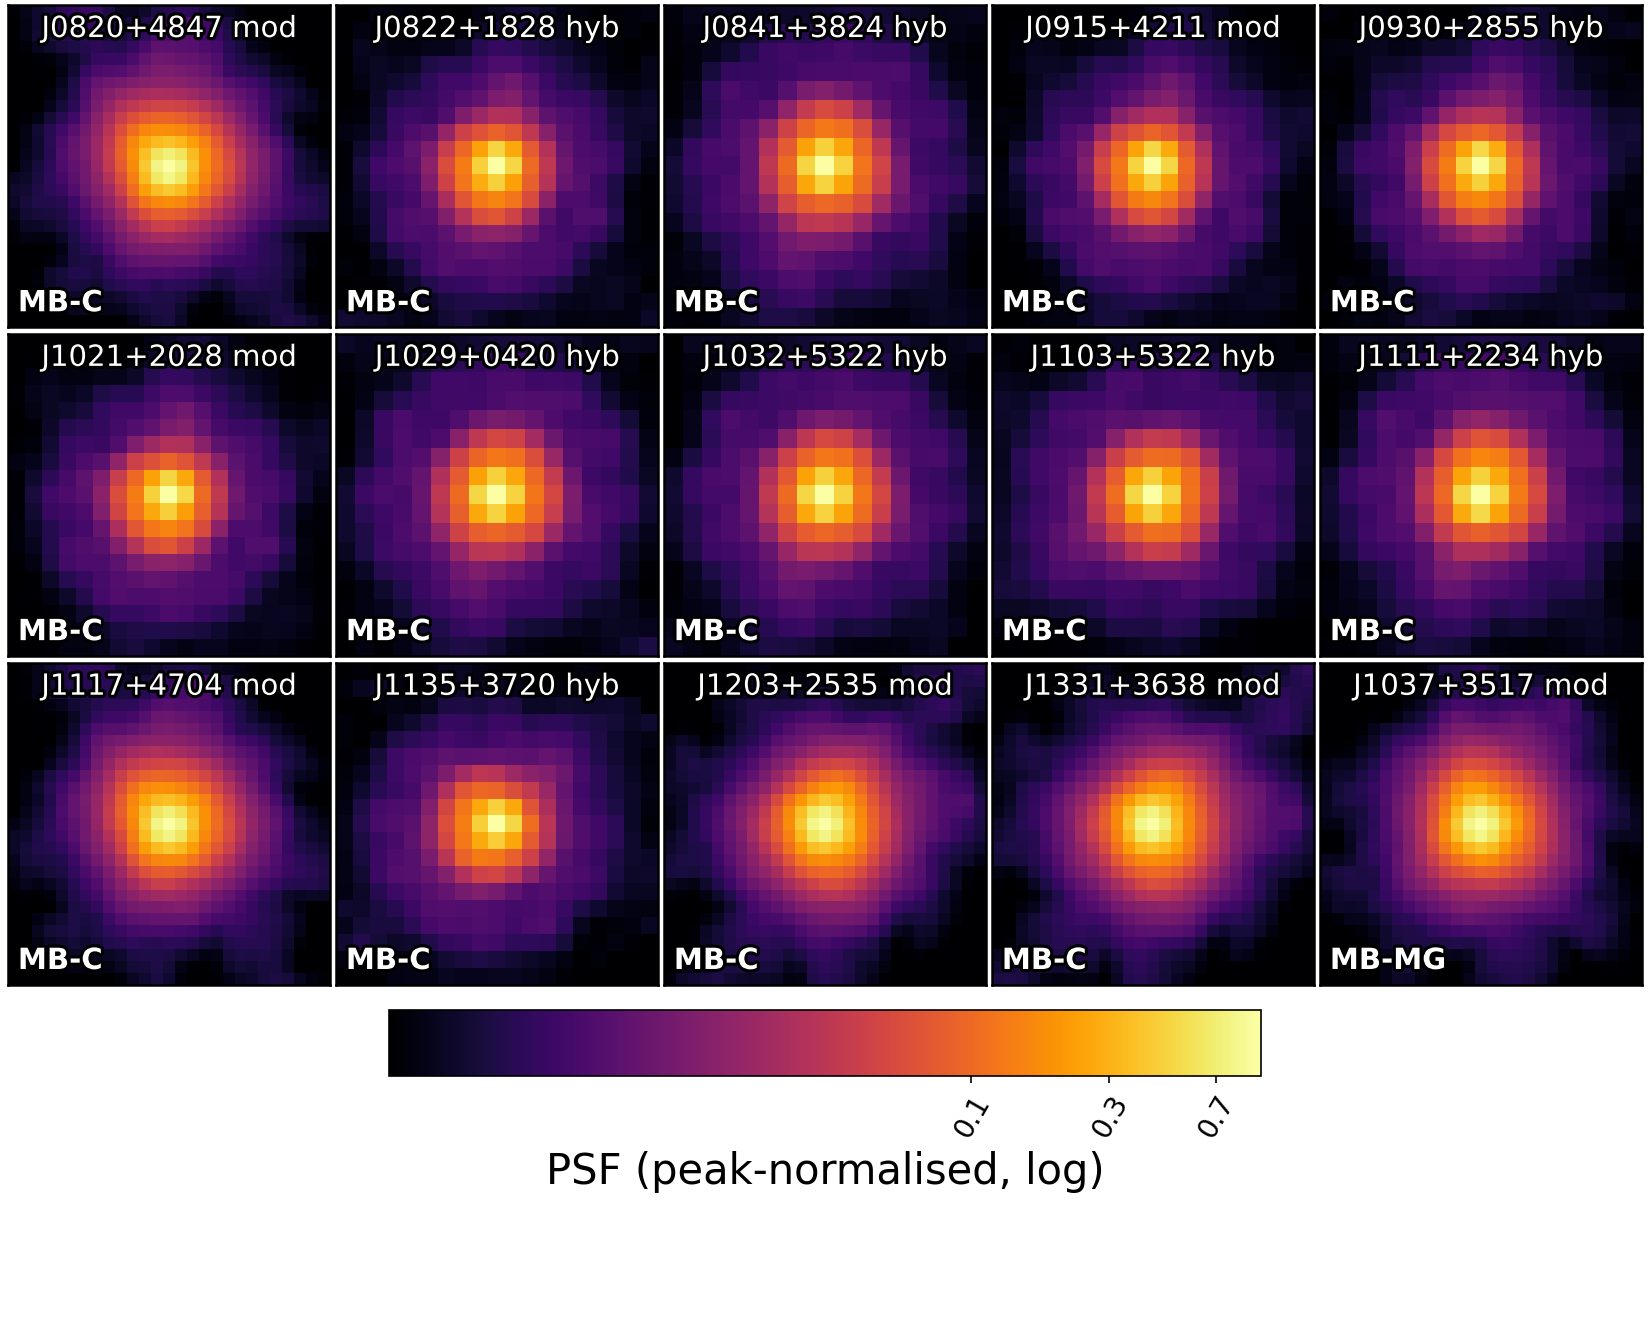 J0820+4847 mod
MB-C
J0822+1828 hyb
MB-C
J0841+3824 hyb
MB-C
J0915+4211 mod
MB-C
J0930+2855 hyb
MB-C
J1021+2028 mod
MB-C
J1029+0420 hyb
MB-C
J1032+5322 hyb
MB-C
J1103+5322 hyb
MB-C
J1111+2234 hyb
MB-C
J1117+4704 mod
MB-C
J1135+3720 hyb
MB-C
J1203+2535 mod
MB-C
J1331+3638 mod
MB-C
J1037+3517 mod
MB-MG
0.1
0.3
0.7
PSF (peak-normalised, log)